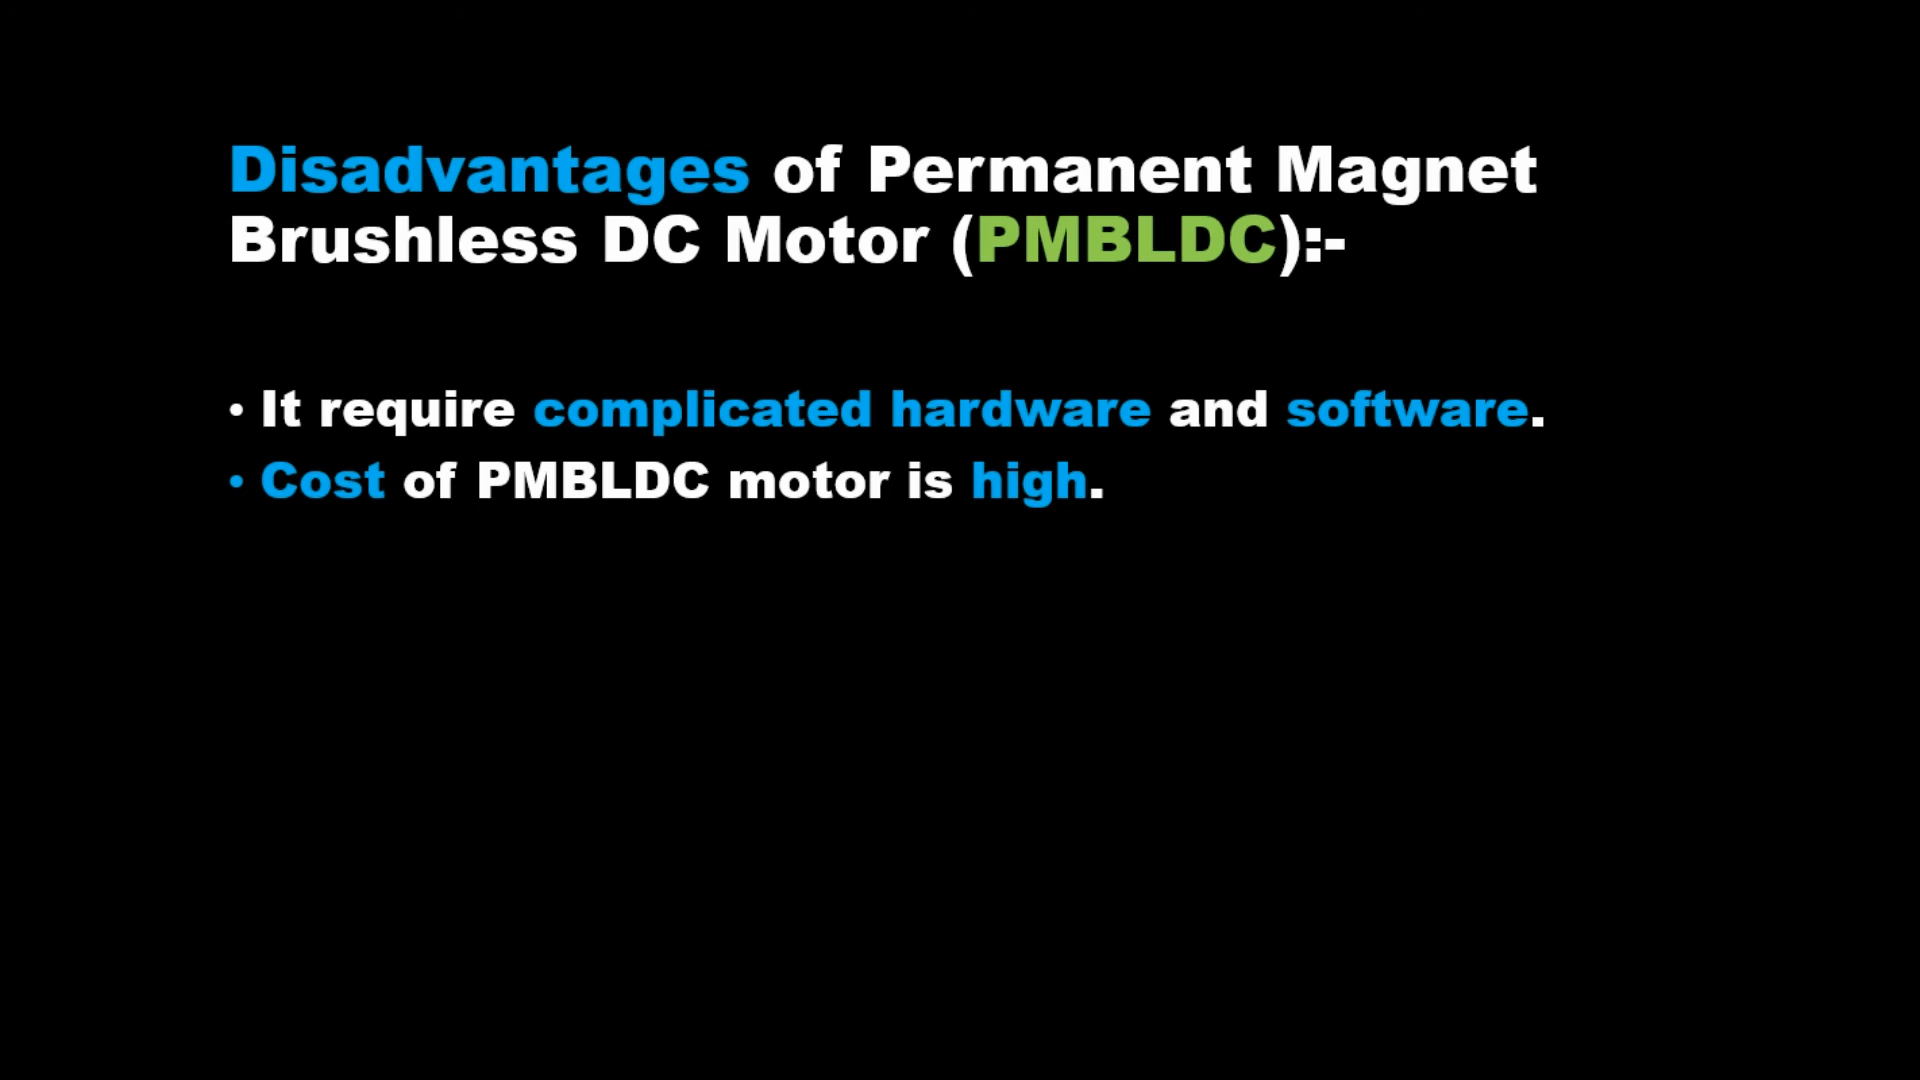 Disadvantages of Permanent Magnet
Brushless DC Motor (PMBLDC):-
• It require complicated hardware and software.
• Cost of PMBLDC motor is high.